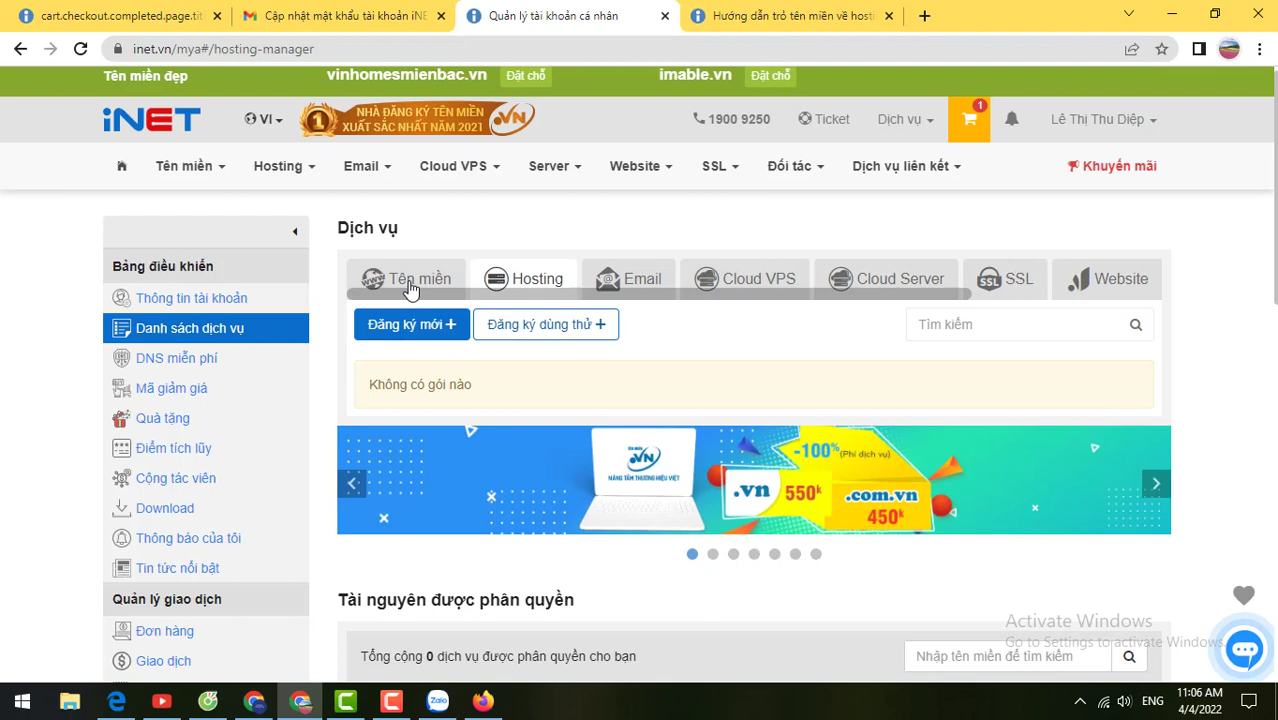 cart.checkout.completed.page.tit
Cập nhật mật khẩu tài khoản iNE
Quản lý tài khoản cá nhân
Hướng dẫn trỏ tên miền về hosti
inet.vn/mya#/hosting-manager
Tên miền đẹp
vinhomesmienbac.vn
Đặt chỗ
imable.vn
Đặt chỗ
iNET
VI
1
NHÀ ĐĂNG KÝ TÊN MIỀN
XUẤT SẮC NHẤT NĂM 2021
.VN
1900 9250
Ticket
Dịch vụ
1
Lê Thị Thu Diệp
Tên miền
Hosting
Email
Cloud VPS
Server
Website
SSL
Đối tác
Dịch vụ liên kết
Khuyến mãi
Bảng điều khiển
Thông tin tài khoản
Danh sách dịch vụ
DNS miễn phí
Mã giảm giá
Quà tặng
Điểm tích lũy
Cộng tác viên
Download
Thông báo của tôi
Tin tức nổi bật
Quản lý giao dịch
Đơn hàng
Giao dịch
Dịch vụ
Tên miền
Hosting
Email
Cloud VPS
Cloud Server
SSL
Website
Đăng ký mới +
Đăng ký dùng thử +
Tìm kiếm
Không có gói nào
.VN
NÂNG TẦM THƯƠNG HIỆU VIỆT
-100% (Phí dịch vụ)
.vn 550k
.com.vn
450k
Tài nguyên được phân quyền
Tổng cộng 0 dịch vụ được phân quyền cho bạn
Nhập tên miền để tìm kiếm
Activate Windows
Go to Settings to activate Windows.
Zalo
ENG
11:06 AM
4/4/2022